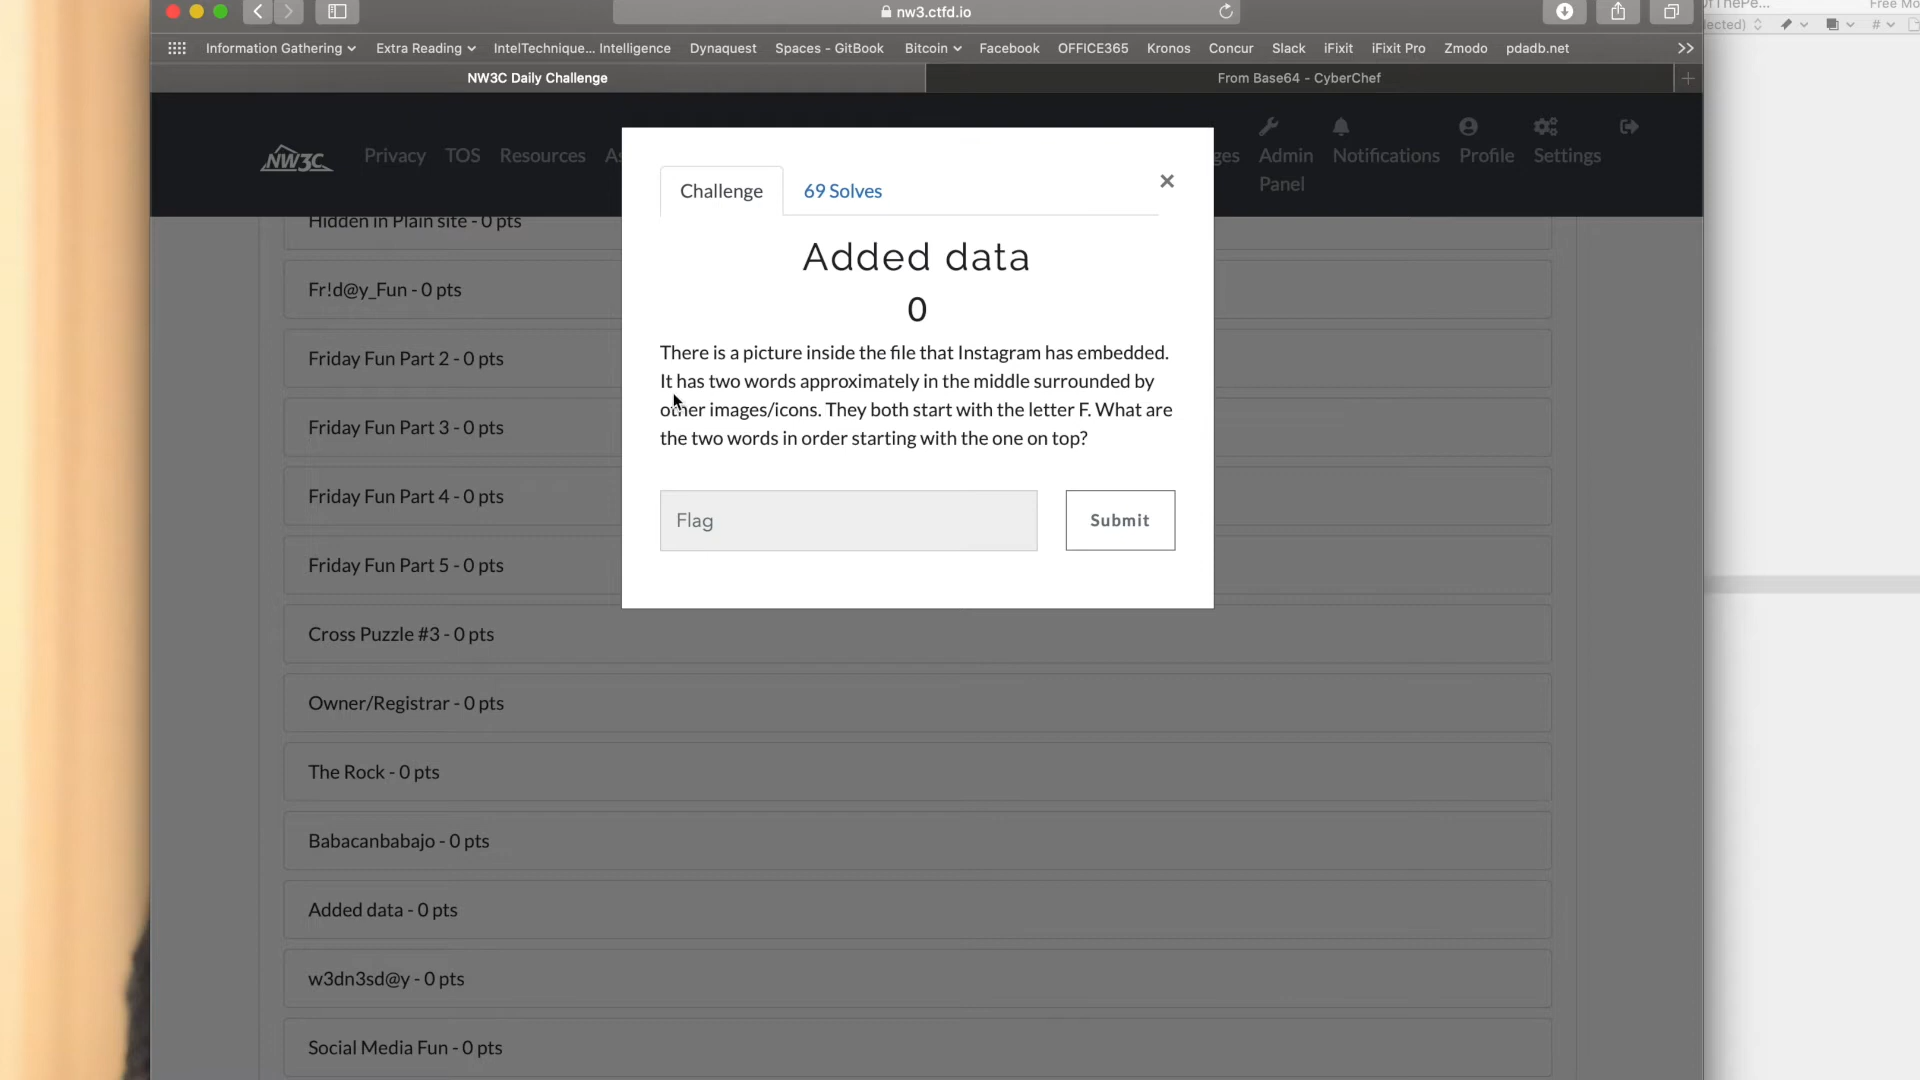 nw3.ctfd.io
Free Mo
Information Gathering
Extra Reading
IntelTechnique... Intelligence
Dynaquest
Spaces - GitBook
Bitcoin
Facebook
OFFICE365
Kronos
Concur
Slack
iFixit
iFixit Pro
Zmodo
pdadb.net
NW3C Daily Challenge
From Base64 - CyberChef
NW3C
Privacy
TOS
Resources
As
ges
Admin Panel
Notifications
Profile
Settings
Challenge
69 Solves
×
Added data
0
There is a picture inside the file that Instagram has embedded.
It has two words approximately in the middle surrounded by
other images/icons. They both start with the letter F. What are
the two words in order starting with the one on top?
Flag
Submit
Hidden in Plain site - 0 pts
Fr!d@y_Fun - 0 pts
Friday Fun Part 2 - 0 pts
Friday Fun Part 3 - 0 pts
Friday Fun Part 4 - 0 pts
Friday Fun Part 5 - 0 pts
Cross Puzzle #3 - 0 pts
Owner/Registrar - 0 pts
The Rock - 0 pts
Babacanbabajo - 0 pts
Added data - 0 pts
w3dn3sd@y - 0 pts
Social Media Fun - 0 pts